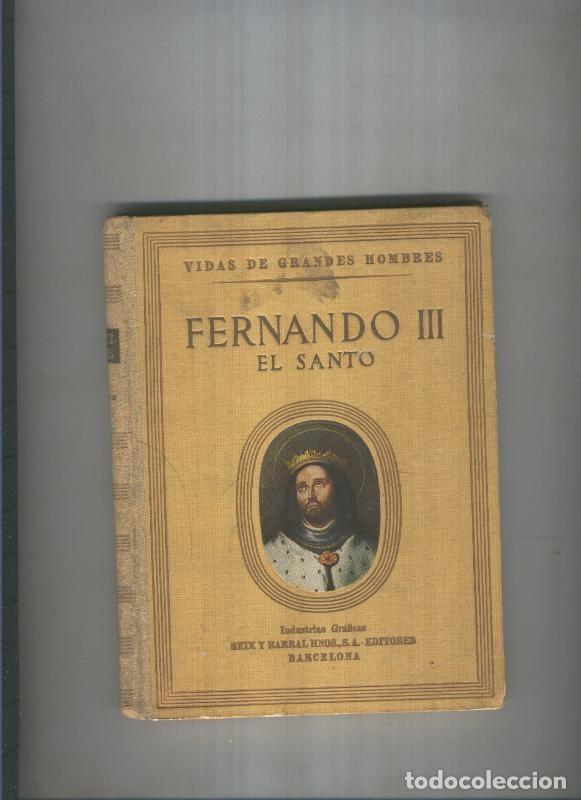 VIDAS DE GRANDES HOMBRES
FERNANDO III
EL SANTO
Industrias Gráficas
SEIX Y BARRAL HNOS., S.A.-EDITORES
BARCELONA
todocoleccion